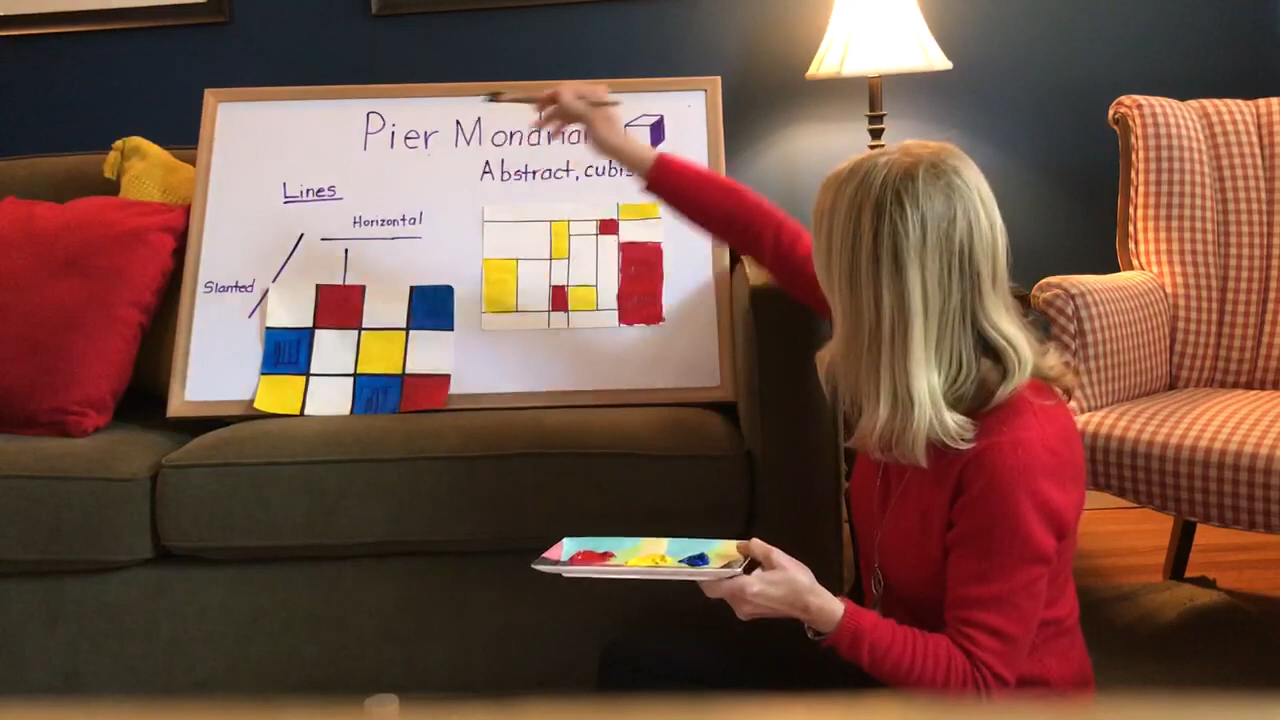 Pier Mondria
Abstract, cubis
Lines
Horizontal
Slanted